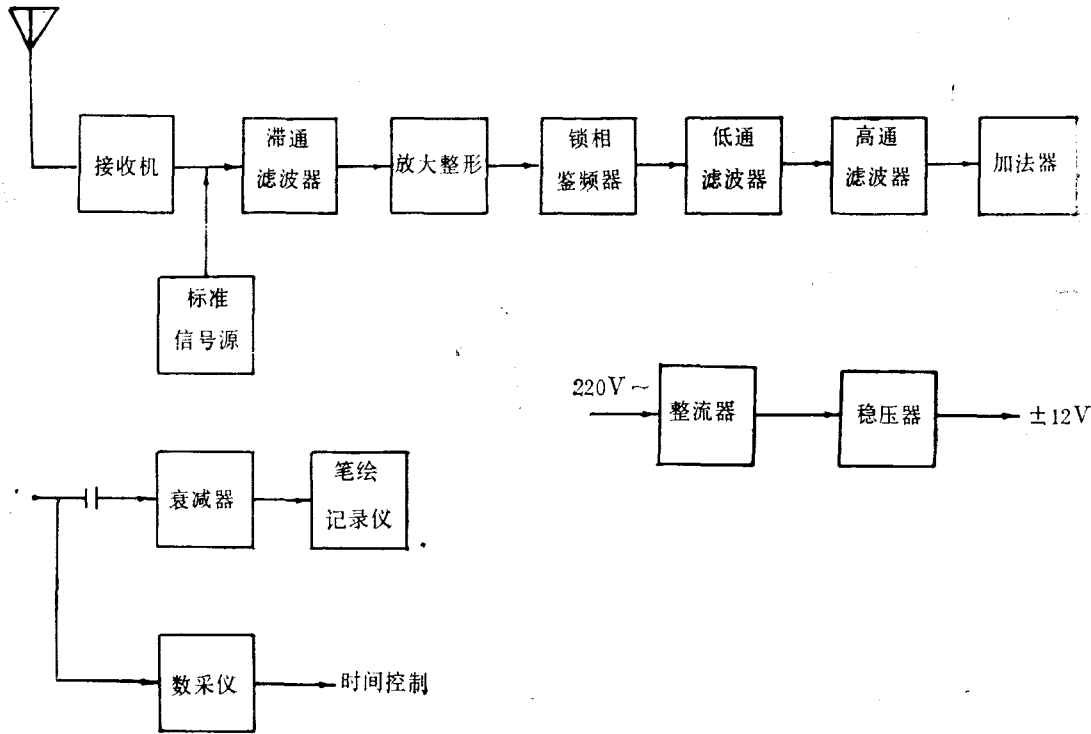 接收机
滞通
滤波器
放大整形
锁相
鉴频器
低通
滤波器
高通
滤波器
加法器
标准
信号源
220V～
整流器
稳压器
±12V
衰减器
笔绘
记录仪
数采仪
时间控制